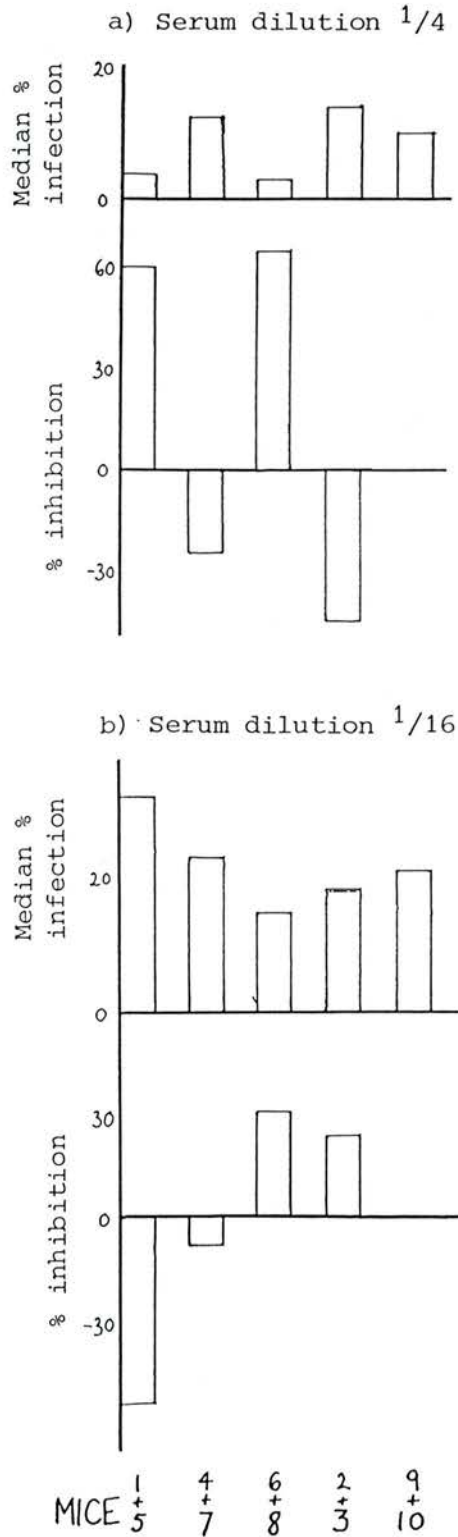 a) Serum dilution 1/4
Median %
infection
20
0
% inhibition
60
30
0
-30
b) Serum dilution 1/16
Median %
infection
20
0
% inhibition
30
0
-30
MICE
1+5
4+7
6+8
2+3
9+10